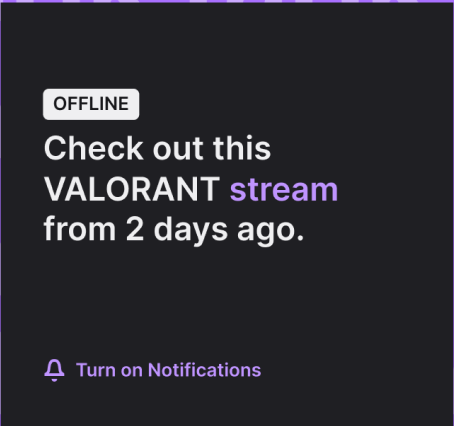 OFFLINE
Check out this
VALORANT stream
from 2 days ago.
Turn on Notifications